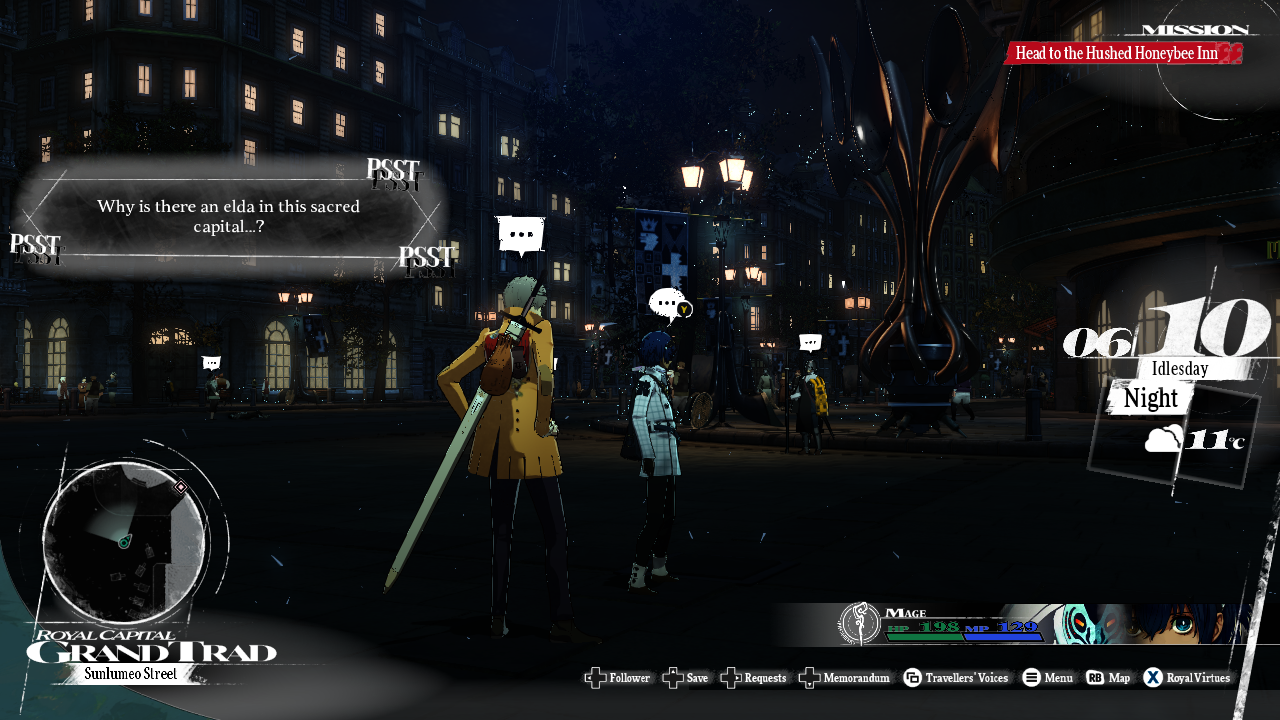 MISSION
Head to the Hushed Honeybee Inn
PSST
Why is there an elda in this sacred
capital...?
PSST
PSST
...
...
Y
...
...
06/10
Idlesday
Night
11°C
ROYAL CAPITAL
GRAND TRAD
Sunlumeo Street
MAGE
HP 198 MP 129
Follower Save Requests Memorandum Travellers' Voices Menu RB Map X Royal Virtues